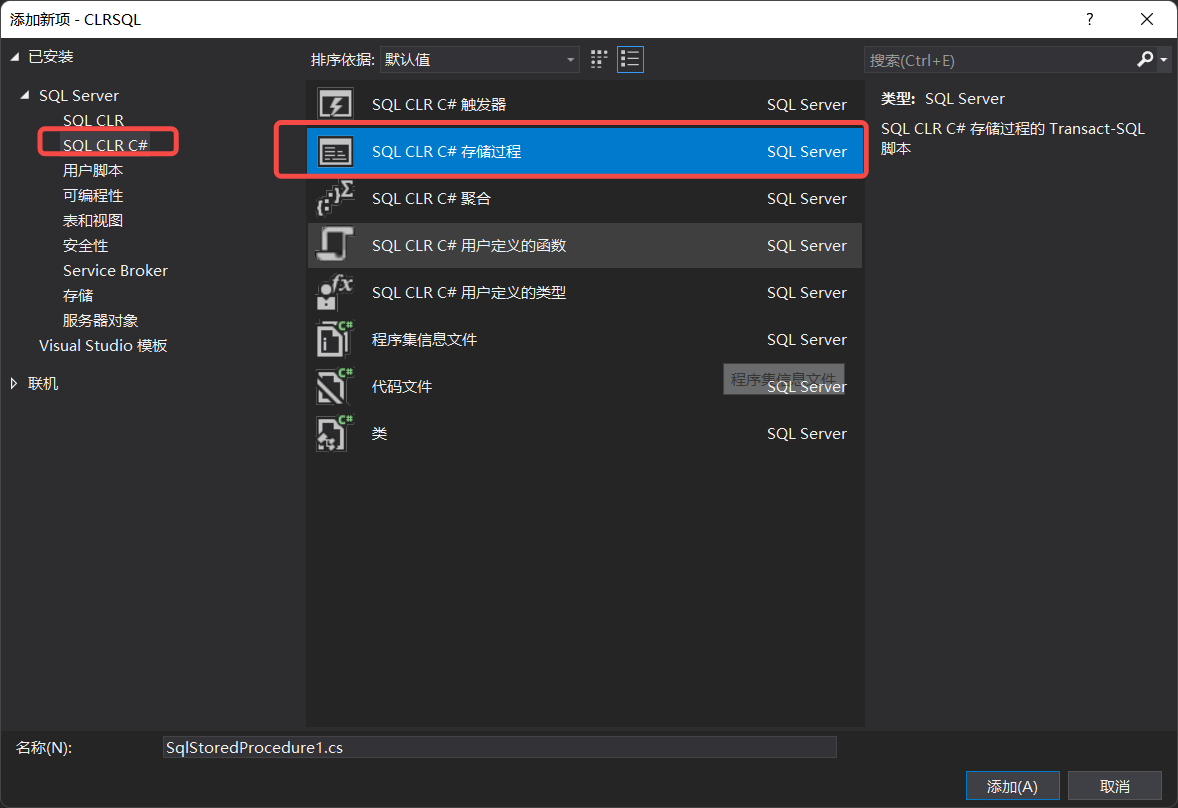 添加新项 - CLRSQL
?
已安装
SQL Server
SQL CLR
SQL CLR C#
用户脚本
可编程性
表和视图
安全性
Service Broker
存储
服务器对象
Visual Studio 模板
联机
排序依据: 默认值
SQL CLR C# 触发器 SQL Server
SQL CLR C# 存储过程 SQL Server
SQL CLR C# 聚合 SQL Server
SQL CLR C# 用户定义的函数 SQL Server
SQL CLR C# 用户定义的类型 SQL Server
程序集信息文件 SQL Server
程序集信息文件
代码文件 SQL Server
类 SQL Server
搜索(Ctrl+E)
类型: SQL Server
SQL CLR C# 存储过程的 Transact-SQL
脚本
名称(N): SqlStoredProcedure1.cs
添加(A) 取消